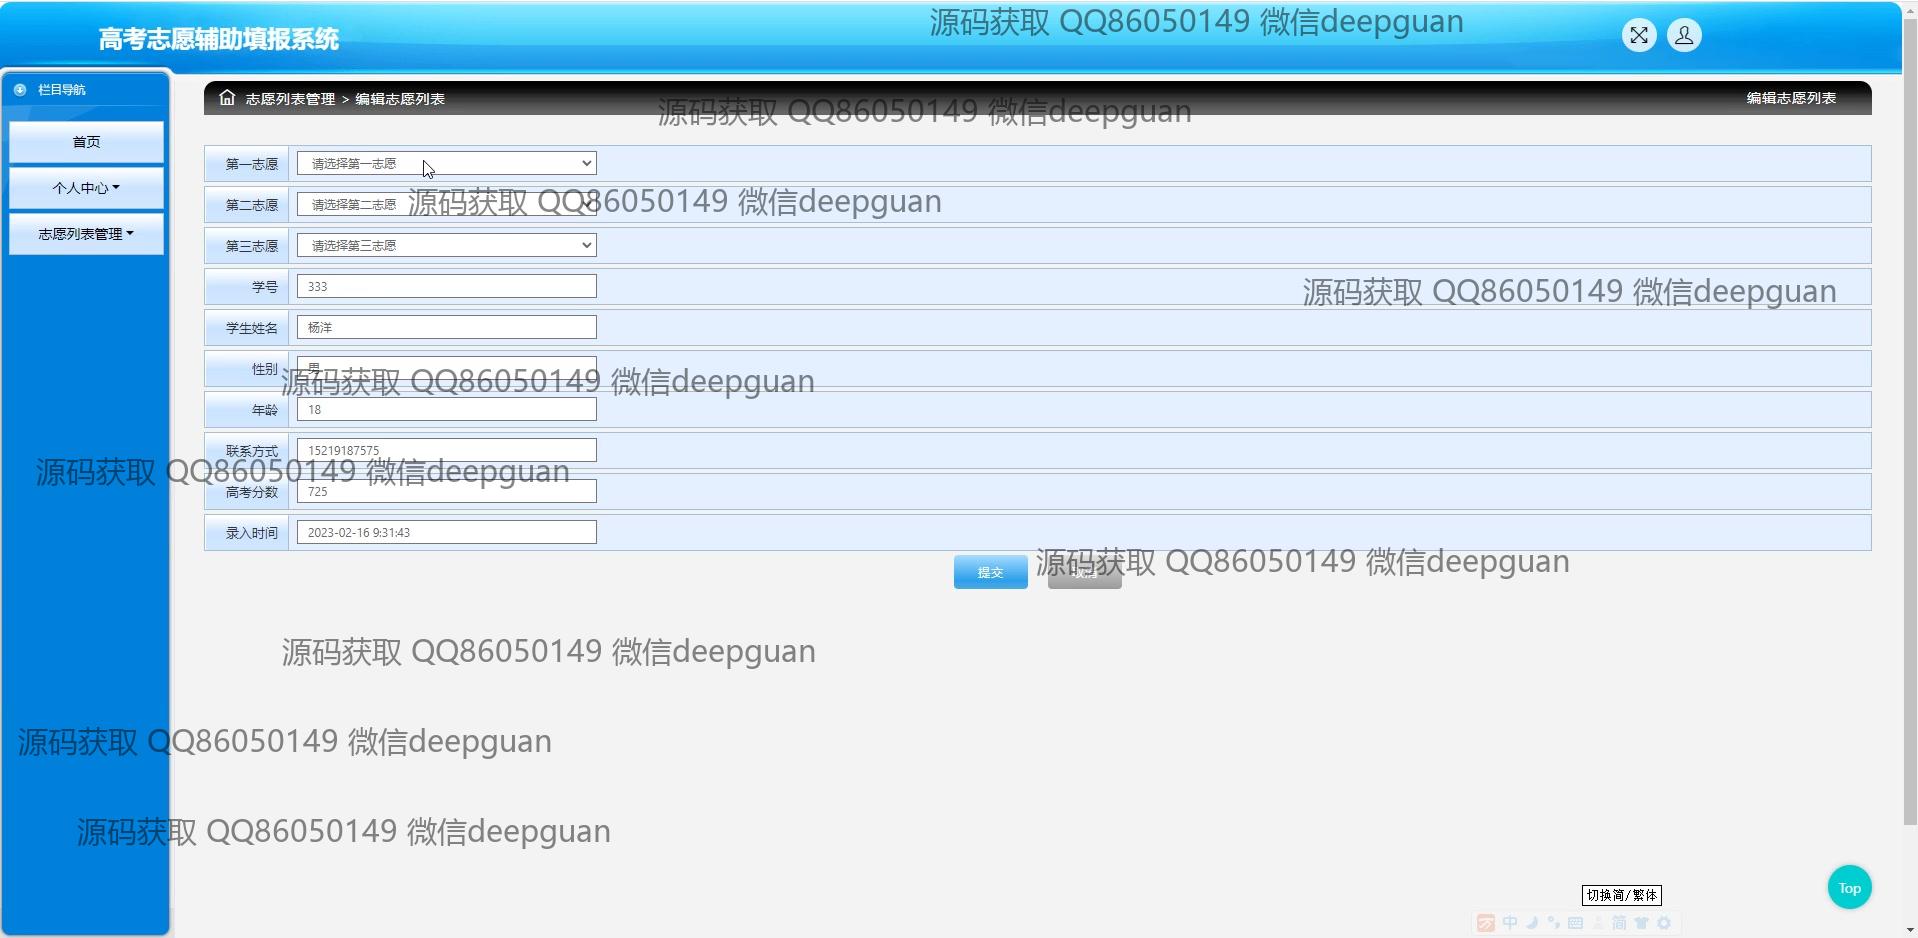 高考志愿辅助填报系统
源码获取 QQ86050149 微信deepguan
栏目导航
志愿列表管理 > 编辑志愿列表
编辑志愿列表
源码获取 QQ86050149 微信deepguan
首页
第一志愿 请选择第一志愿
个人中心
第二志愿 请选择第二志愿
源码获取 QQ86050149 微信deepguan
志愿列表管理
第三志愿 请选择第三志愿
学号 333
源码获取 QQ86050149 微信deepguan
学生姓名 杨洋
性别 男
源码获取 QQ86050149 微信deepguan
年龄 18
联系方式 15219187575
源码获取 QQ86050149 微信deepguan
高考分数 725
录入时间 2023-02-16 9:31:43
源码获取 QQ86050149 微信deepguan
提交
取消
源码获取 QQ86050149 微信deepguan
源码获取 QQ86050149 微信deepguan
源码获取 QQ86050149 微信deepguan
Top
切换简/繁体
中
简